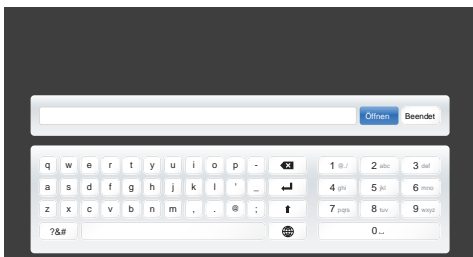 Öffnen Beendet
q w e r t y u i o p - 1 @./ 2 abc 3 def
a s d f g h j k l ' _ 4 ghi 5 jkl 6 mno
z x c v b n m , . @ ; 7 pqrs 8 tuv 9 wxyz
?&# 0 ..